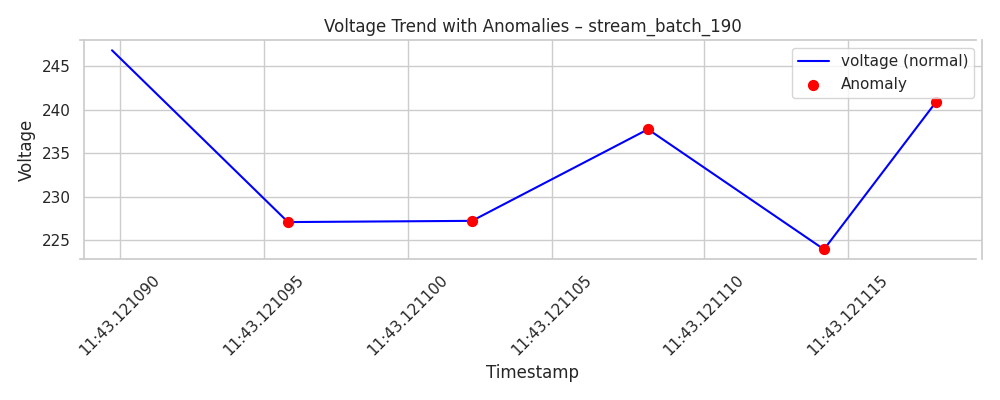 Voltage Trend with Anomalies – stream_batch_190
voltage (normal)
Anomaly
Voltage
245
240
235
230
225
11:43.121090
11:43.121095
11:43.121100
11:43.121105
11:43.121110
11:43.121115
Timestamp